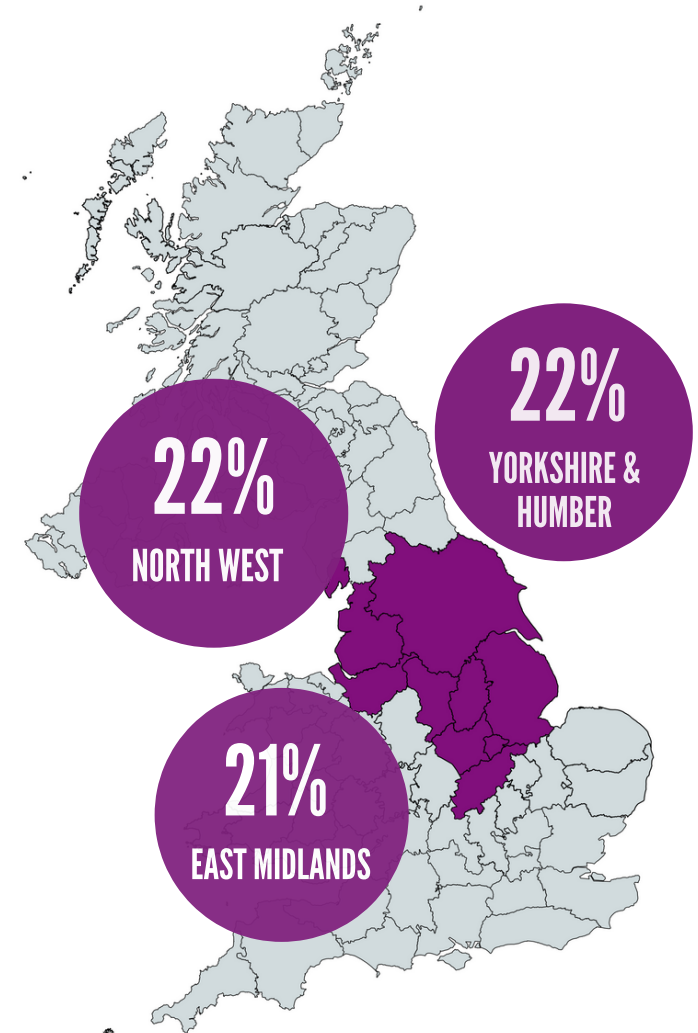 22%
YORKSHIRE &
HUMBER
22%
NORTH WEST
21%
EAST MIDLANDS